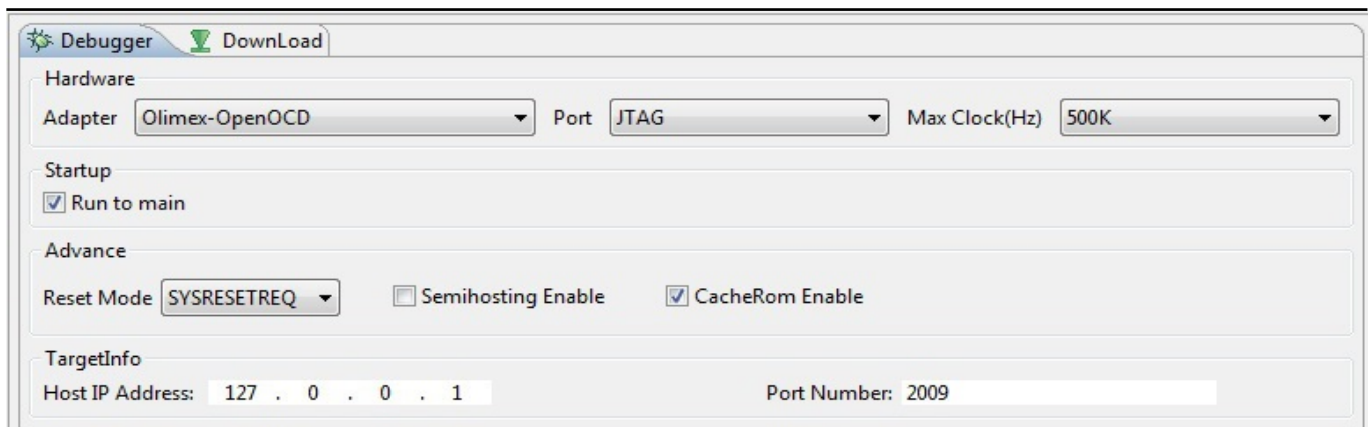 Debugger DownLoad
Hardware
Adapter Olimex-OpenOCD Port JTAG Max Clock(Hz) 500K
Startup
Run to main
Advance
Reset Mode SYSRESETREQ Semihosting Enable CacheRom Enable
TargetInfo
Host IP Address: 127 . 0 . 0 . 1 Port Number: 2009